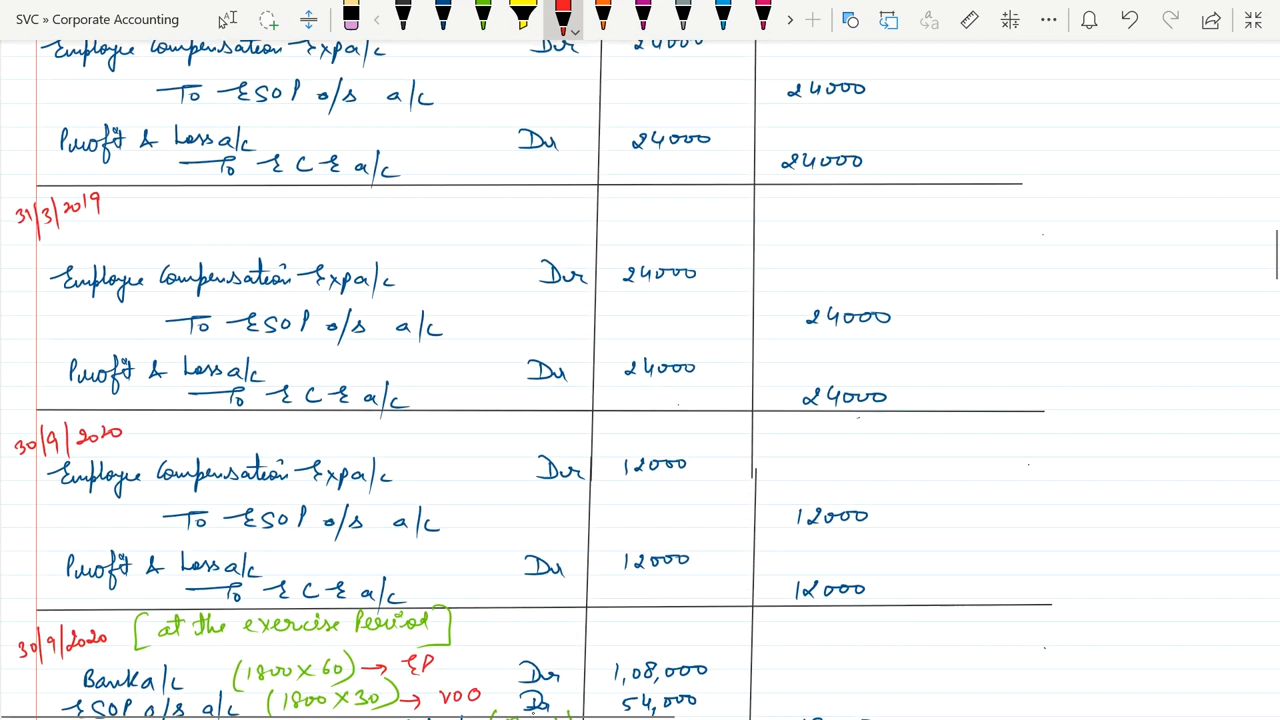 SVC » Corporate Accounting
Employee Compensation Exp a/c Dr 24000
To ESOP o/s a/c 24000
Profit & Loss a/c Dr 24000
To E C E a/c 24000
31/3/2019
Employee Compensation Exp a/c Dr 24000
To ESOP o/s a/c 24000
Profit & Loss a/c Dr 24000
To E C E a/c 24000
30/9/2020
Employee Compensation Exp a/c Dr 12000
To ESOP o/s a/c 12000
Profit & Loss a/c Dr 12000
To E C E a/c 12000
30/9/2020 [at the exercise Period]
Bank a/c (1800 × 60) → EP Dr 1,08,000
ESOP o/s a/c (1800 × 30) → VOO Dr 54,000